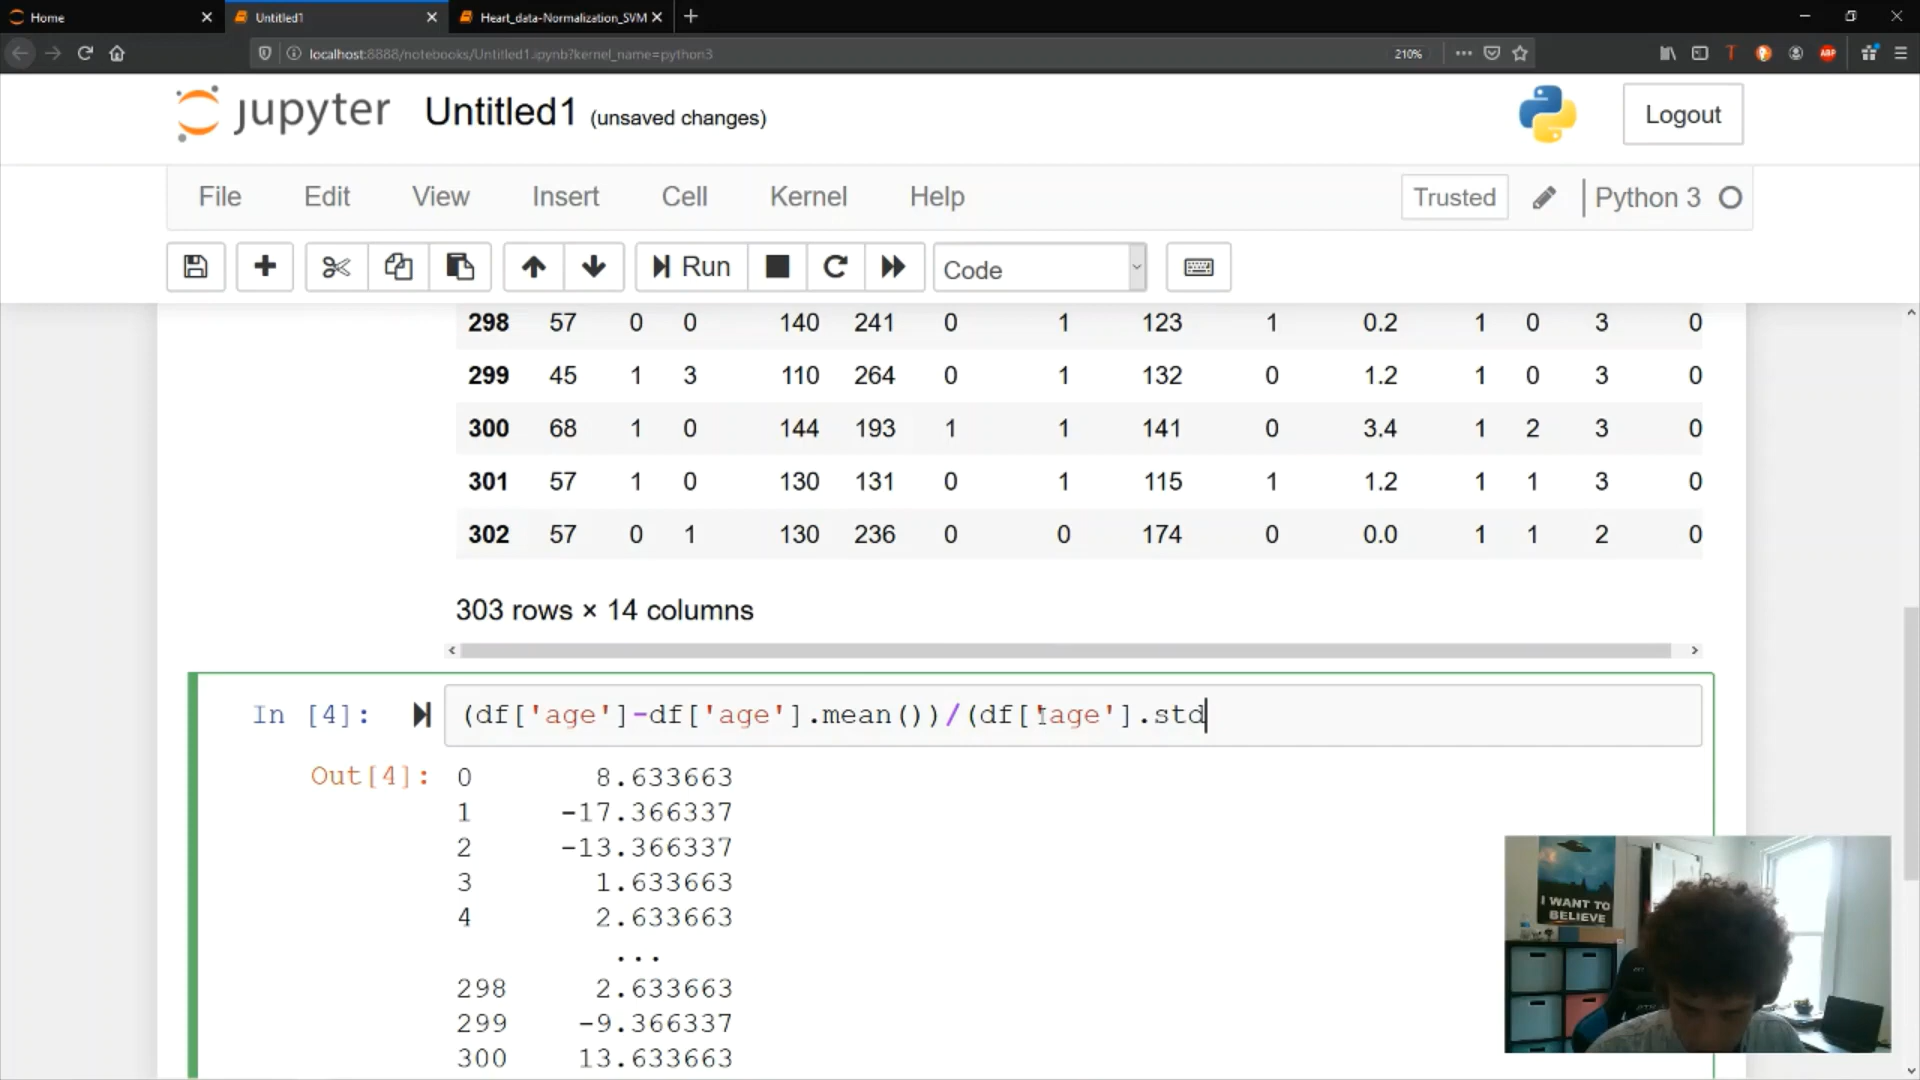 Home
Untitled1
Heart_data-Normalization_SVM
localhost:8888/notebooks/Untitled1.ipynb?kernel_name=python3
210%
T
ABP
jupyter
Untitled1 (unsaved changes)
Logout
File Edit View Insert Cell Kernel Help
Trusted
Python 3
Run
Code
298 57 0 0 140 241 0 1 123 1 0.2 1 0 3 0
299 45 1 3 110 264 0 1 132 0 1.2 1 0 3 0
300 68 1 0 144 193 1 1 141 0 3.4 1 2 3 0
301 57 1 0 130 131 0 1 115 1 1.2 1 1 3 0
302 57 0 1 130 236 0 0 174 0 0.0 1 1 2 0
303 rows × 14 columns
In [4]: (df['age']-df['age'].mean())/(df['age'].std
Out[4]: 0 8.633663
1 -17.366337
2 -13.366337
3 1.633663
4 2.633663
...
298 2.633663
299 -9.366337
300 13.633663
I WANT TO
BELIEVE